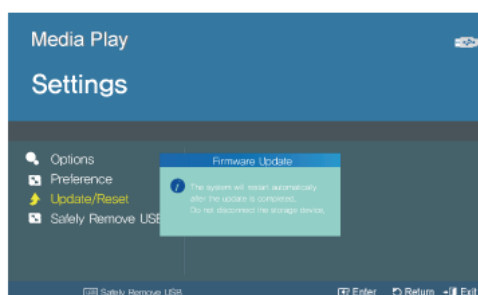 Media Play
Settings
Options
Preference
Update/Reset
Safely Remove USB
Firmware Update
The system will restart automatically
after the update is completed.
Do not disconnect the storage device.
Safely Remove USB
Enter Return Exit